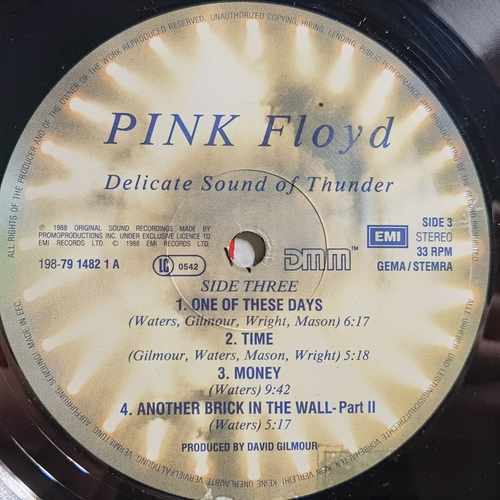 ALL RIGHTS OF THE PRODUCER AND OF THE OWNER OF THE WORK REPRODUCED RESERVED. UNAUTHORIZED COPYING, HIRING, LENDING, PUBLIC PERFORMANCE
PINK Floyd
Delicate Sound of Thunder
℗ 1988 ORIGINAL SOUND RECORDINGS MADE BY
PROMOPRODUCTIONS INC. UNDER EXCLUSIVE LICENCE TO
EMI RECORDS LTD. © 1988 EMI RECORDS LTD.
198-79 1482 1 A
LC 0542
DMM™
EMI
SIDE 3
STEREO
33 RPM
GEMA/STEMRA
SIDE THREE
1. ONE OF THESE DAYS
(Waters, Gilmour, Wright, Mason) 6:17
2. TIME
(Gilmour, Waters, Mason, Wright) 5:18
3. MONEY
(Waters) 9:42
4. ANOTHER BRICK IN THE WALL-Part II
(Waters) 5:17
PRODUCED BY DAVID GILMOUR
MADE IN EEC.